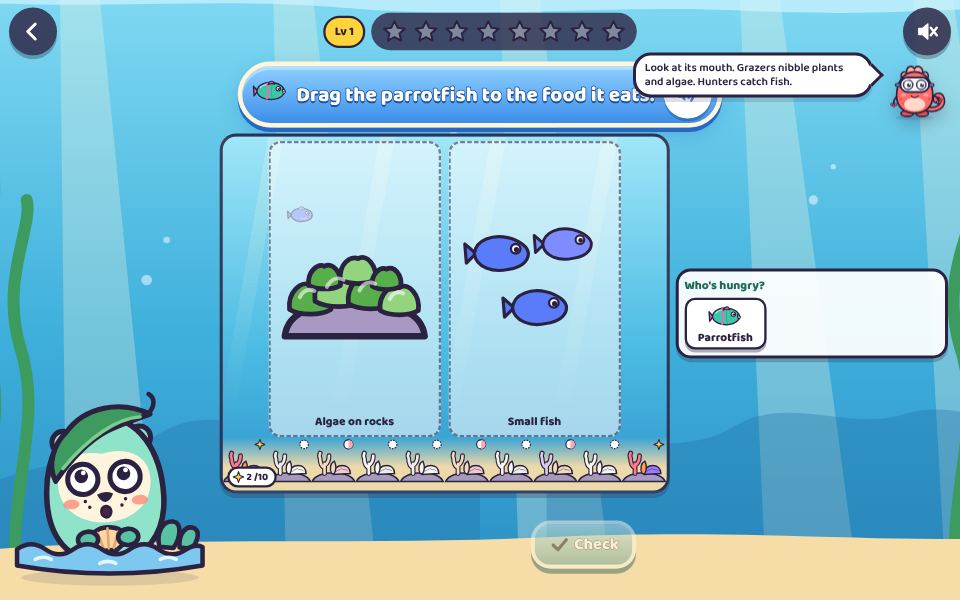 Lv 1
Look at its mouth. Grazers nibble plants
and algae. Hunters catch fish.
Drag the parrotfish to the food it eats.
Who's hungry?
Parrotfish
Algae on rocks
Small fish
2 /10
Check